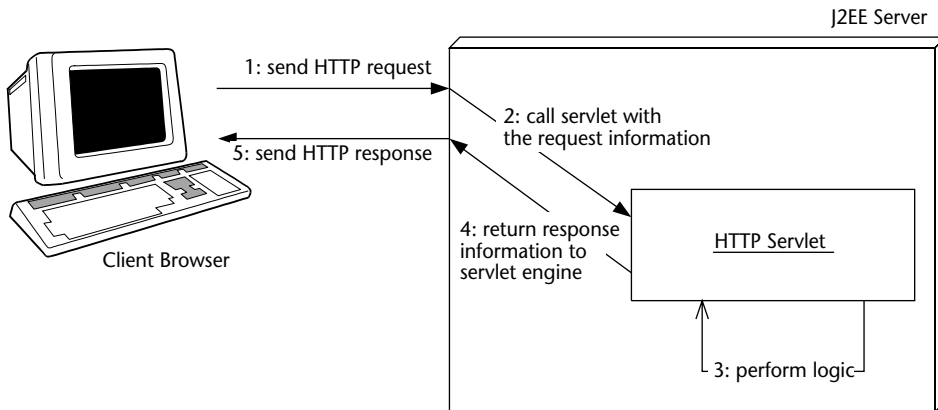 J2EE Server
1: send HTTP request
2: call servlet with
the request information
5: send HTTP response
4: return response
information to
servlet engine
HTTP Servlet
Client Browser
3: perform logic